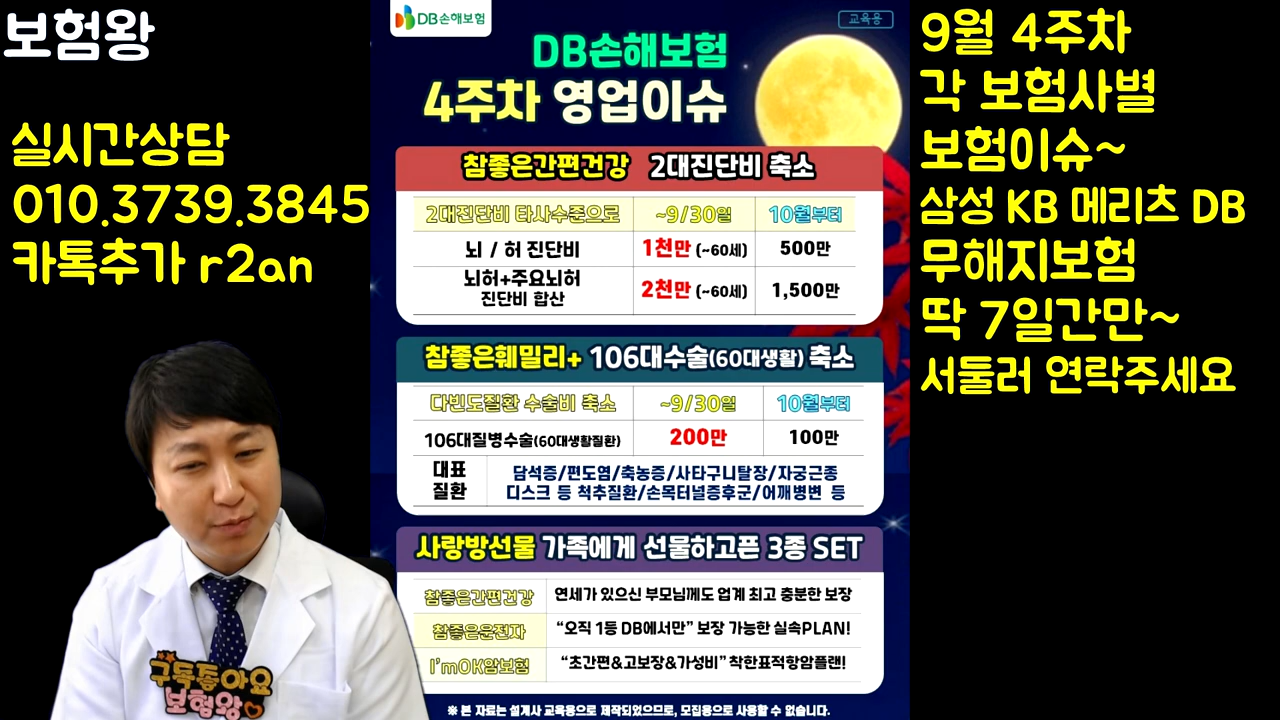 보험왕
실시간상담
010.3739.3845
카톡추가 r2an
DB손해보험
교육용
DB손해보험
4주차 영업이슈
참좋은간편건강 2대진단비 축소
2대진단비 타사수준으로 ~9/30일 10월부터
뇌 / 허 진단비 1천만 (~60세) 500만
뇌허+주요뇌허
진단비 합산 2천만 (~60세) 1,500만
참좋은훼밀리+ 106대수술(60대생활) 축소
다빈도질환 수술비 축소 ~9/30일 10월부터
106대질병수술(60대생활질환) 200만 100만
대표
질환
담석증/편도염/축농증/사타구니탈장/자궁근종
디스크 등 척추질환/손목터널증후군/어깨병변 등
사랑방선물 가족에게 선물하고픈 3종 SET
참좋은간편건강 연세가 있으신 부모님께도 업계 최고 충분한 보장
참좋은운전자 “오직 1등 DB에서만” 보장 가능한 실속PLAN!
I'mOK암보험 “초간편&고보장&가성비” 착한표적항암플랜!
※ 본 자료는 설계사 교육용으로 제작되었으므로, 모집용으로 사용할 수 없습니다.
구독좋아요
보험왕
9월 4주차
각 보험사별
보험이슈~
삼성 KB 메리츠 DB
무해지보험
딱 7일간만~
서둘러 연락주세요